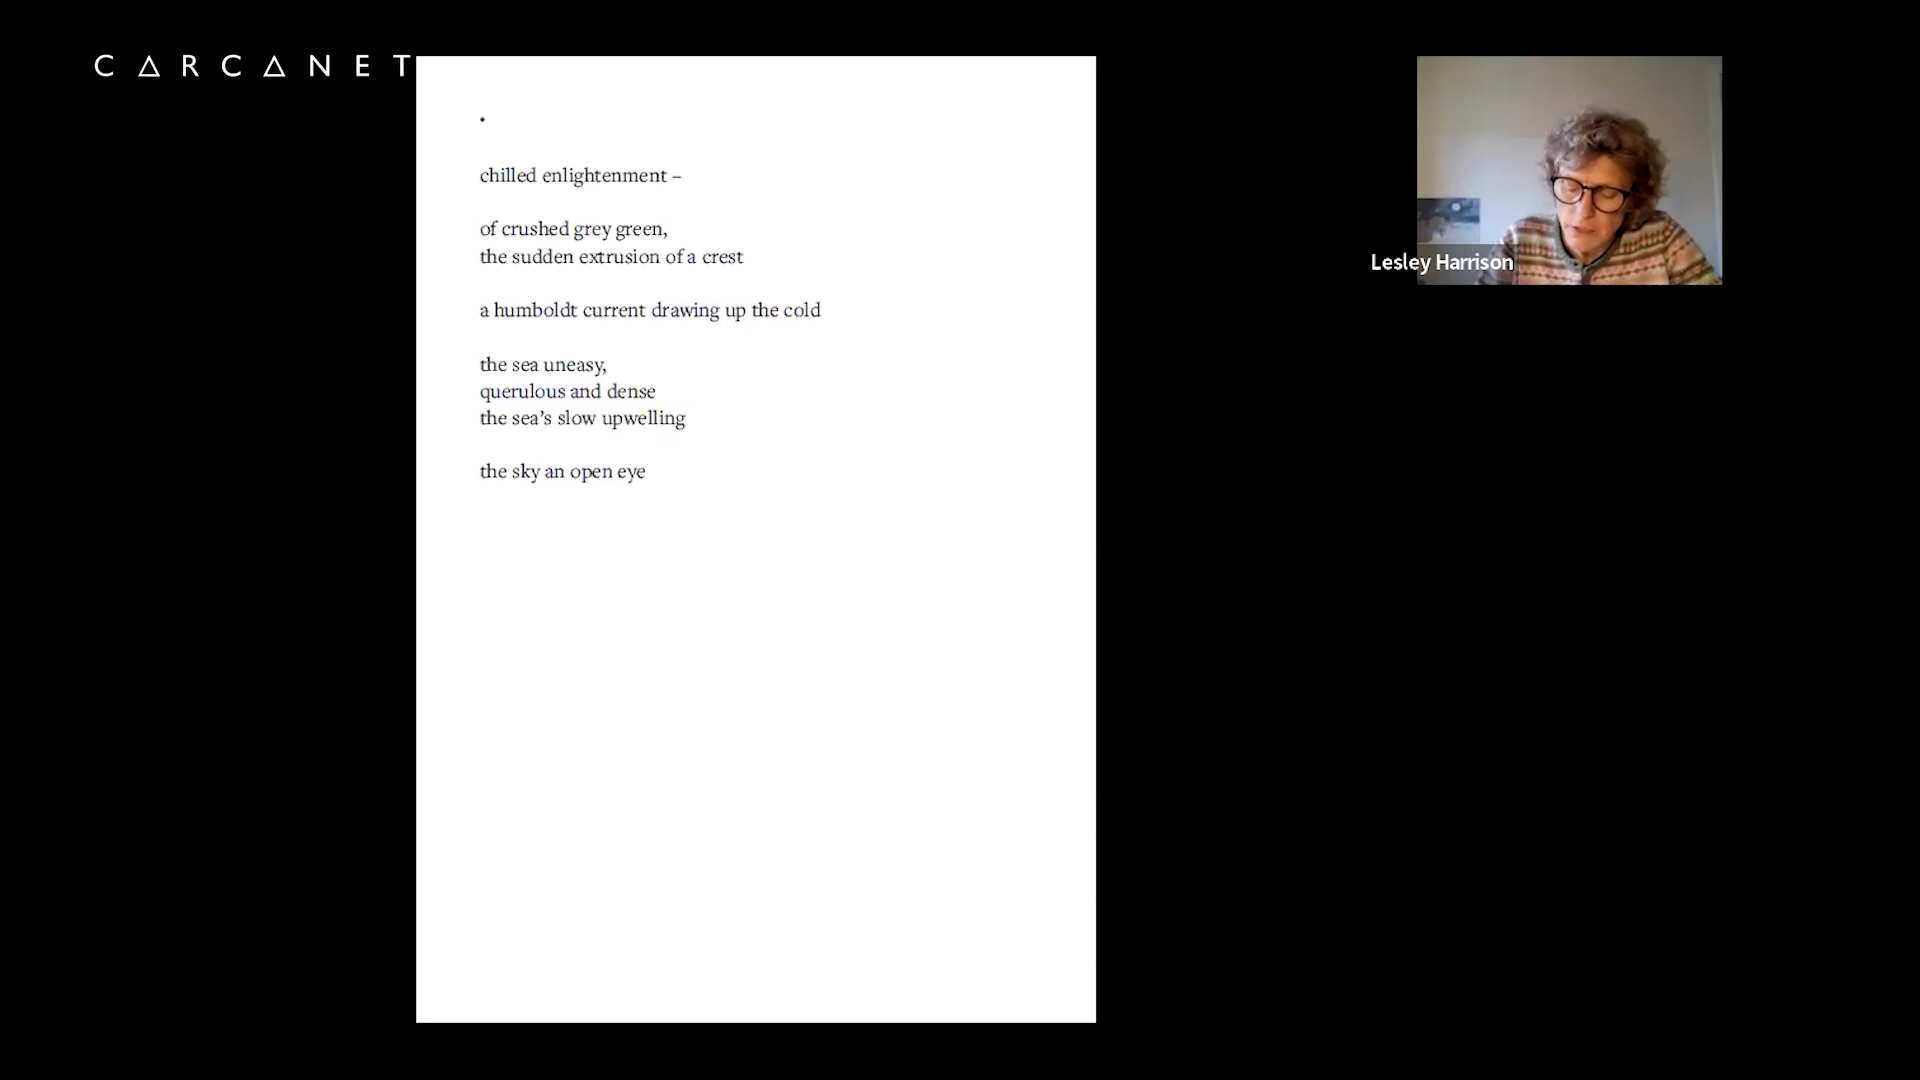 CARCANET
.
chilled enlightenment –
of crushed grey green,
the sudden extrusion of a crest
a humboldt current drawing up the cold
the sea uneasy,
querulous and dense
the sea’s slow upwelling
the sky an open eye
Lesley Harrison